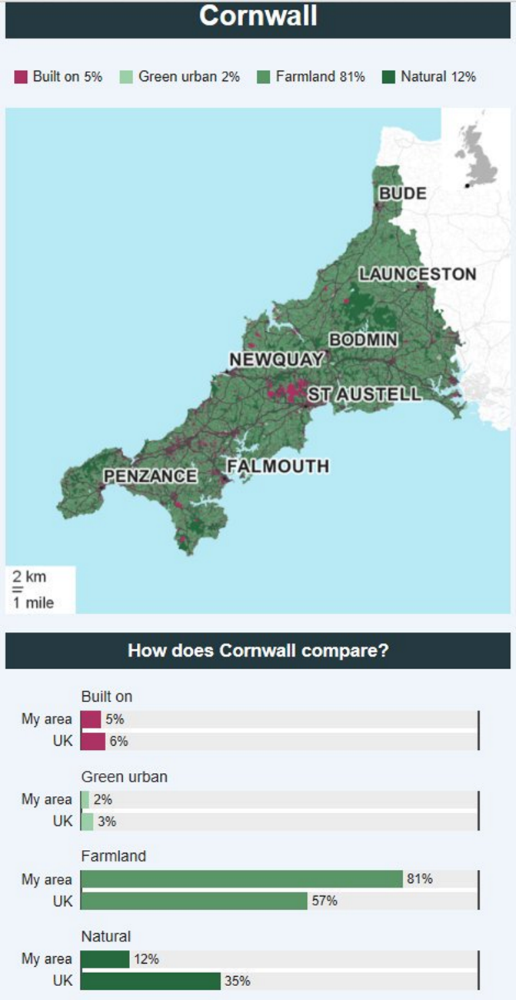 Cornwall
Built on 5% Green urban 2% Farmland 81% Natural 12%
BUDE
LAUNCESTON
BODMIN
NEWQUAY
ST AUSTELL
FALMOUTH
PENZANCE
2 km
1 mile
How does Cornwall compare?
Built on
My area 5%
UK 6%
Green urban
My area 2%
UK 3%
Farmland
My area 81%
UK 57%
Natural
My area 12%
UK 35%